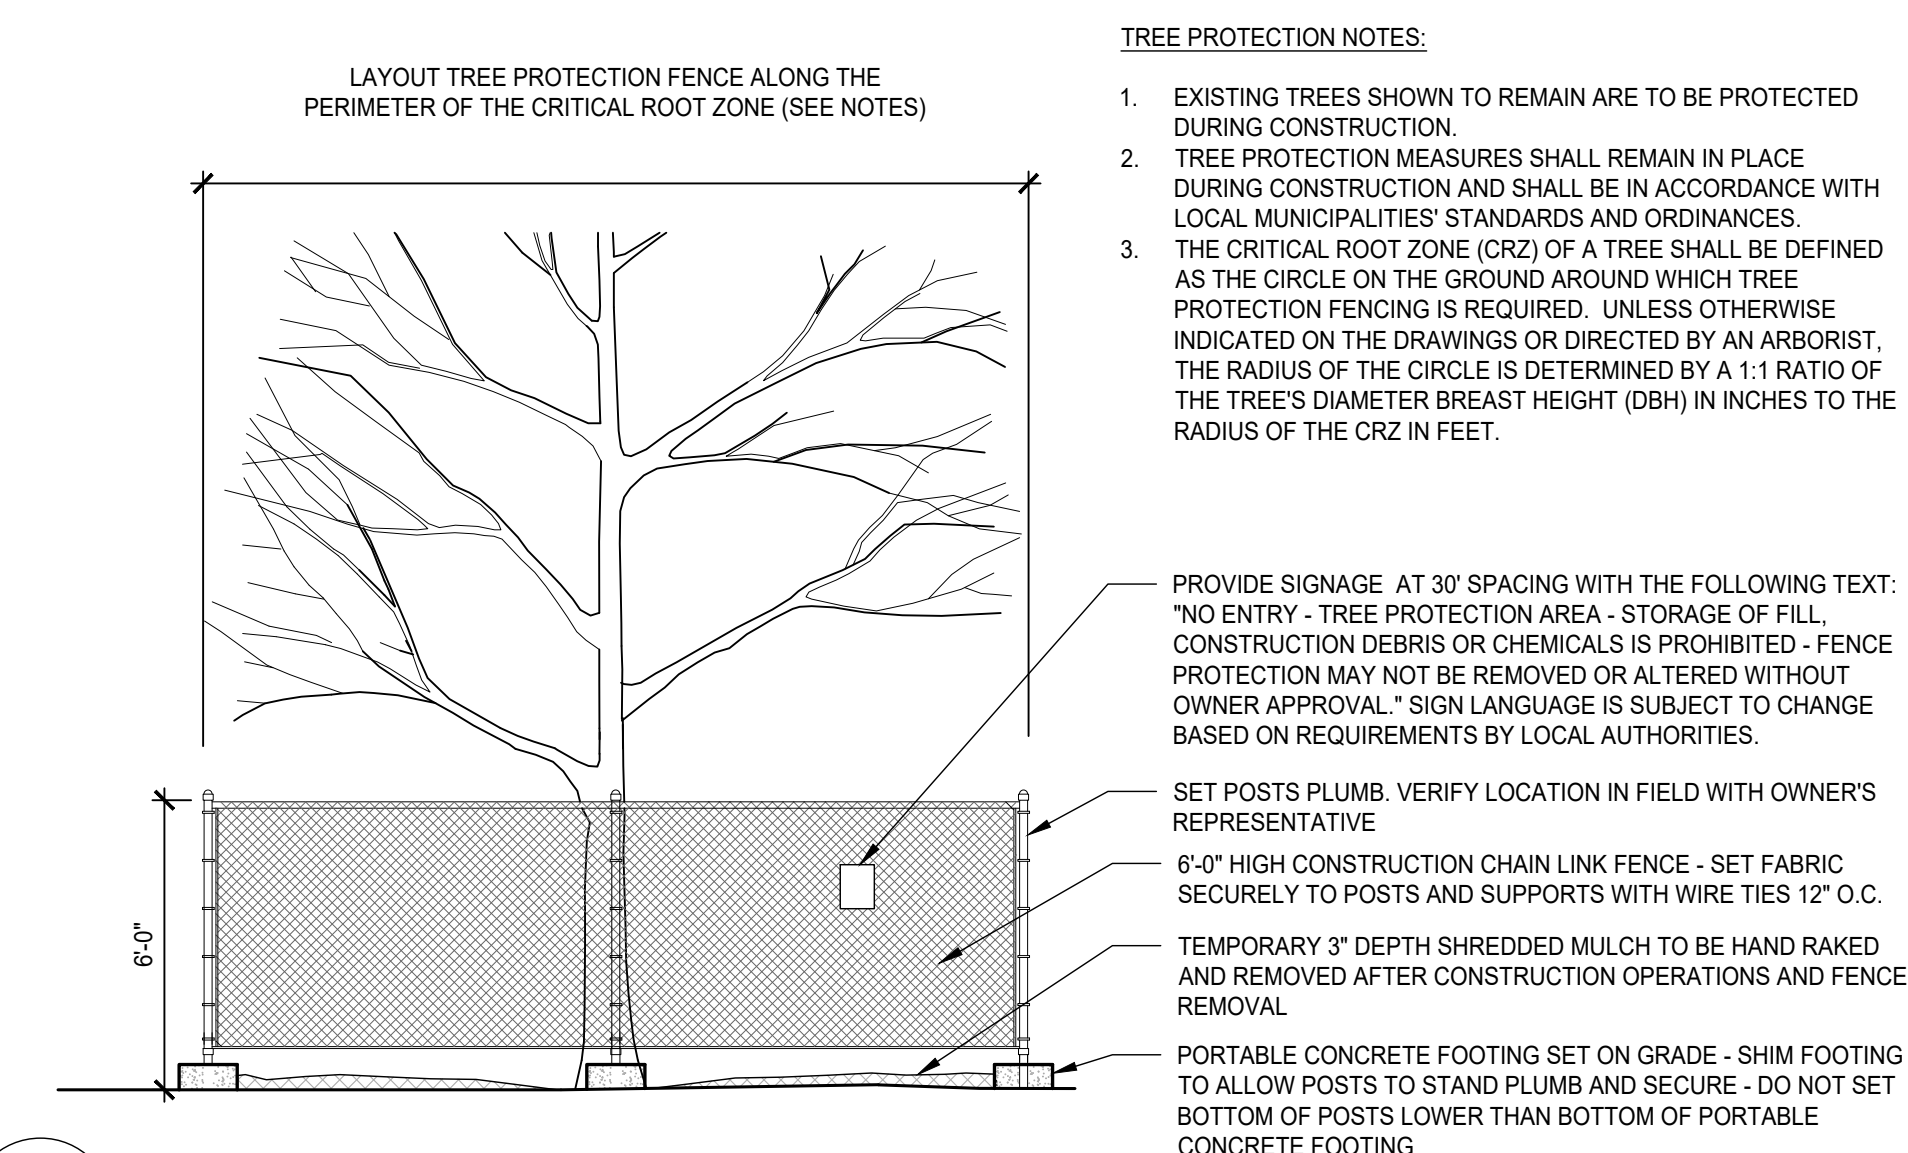 LAYOUT TREE PROTECTION FENCE ALONG THE
PERIMETER OF THE CRITICAL ROOT ZONE (SEE NOTES)
6'-0"
TREE PROTECTION NOTES:
1. EXISTING TREES SHOWN TO REMAIN ARE TO BE PROTECTED
DURING CONSTRUCTION.
2. TREE PROTECTION MEASURES SHALL REMAIN IN PLACE
DURING CONSTRUCTION AND SHALL BE IN ACCORDANCE WITH
LOCAL MUNICIPALITIES' STANDARDS AND ORDINANCES.
3. THE CRITICAL ROOT ZONE (CRZ) OF A TREE SHALL BE DEFINED
AS THE CIRCLE ON THE GROUND AROUND WHICH TREE
PROTECTION FENCING IS REQUIRED. UNLESS OTHERWISE
INDICATED ON THE DRAWINGS OR DIRECTED BY AN ARBORIST,
THE RADIUS OF THE CIRCLE IS DETERMINED BY A 1:1 RATIO OF
THE TREE'S DIAMETER BREAST HEIGHT (DBH) IN INCHES TO THE
RADIUS OF THE CRZ IN FEET.
PROVIDE SIGNAGE AT 30' SPACING WITH THE FOLLOWING TEXT:
"NO ENTRY - TREE PROTECTION AREA - STORAGE OF FILL,
CONSTRUCTION DEBRIS OR CHEMICALS IS PROHIBITED - FENCE
PROTECTION MAY NOT BE REMOVED OR ALTERED WITHOUT
OWNER APPROVAL." SIGN LANGUAGE IS SUBJECT TO CHANGE
BASED ON REQUIREMENTS BY LOCAL AUTHORITIES.
SET POSTS PLUMB. VERIFY LOCATION IN FIELD WITH OWNER'S
REPRESENTATIVE
6'-0" HIGH CONSTRUCTION CHAIN LINK FENCE - SET FABRIC
SECURELY TO POSTS AND SUPPORTS WITH WIRE TIES 12" O.C.
TEMPORARY 3" DEPTH SHREDDED MULCH TO BE HAND RAKED
AND REMOVED AFTER CONSTRUCTION OPERATIONS AND FENCE
REMOVAL
PORTABLE CONCRETE FOOTING SET ON GRADE - SHIM FOOTING
TO ALLOW POSTS TO STAND PLUMB AND SECURE - DO NOT SET
BOTTOM OF POSTS LOWER THAN BOTTOM OF PORTABLE
CONCRETE FOOTING